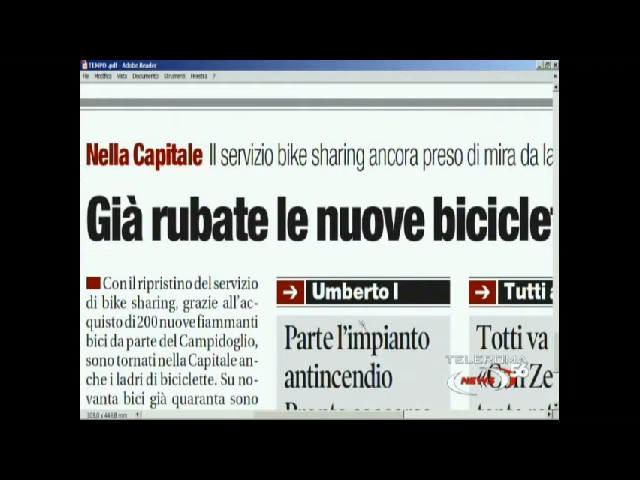 TEMPO .pdf - Adobe Reader
File Modifica Vista Documento Strumenti Finestra ?
Nella Capitale Il servizio bike sharing ancora preso di mira da la
Già rubate le nuove biciclet
Con il ripristino del servizio
di bike sharing, grazie all'ac-
quisto di 200 nuove fiammanti
bici da parte del Campidoglio,
sono tornati nella Capitale an-
che i ladri di biciclette. Su no-
vanta bici già quaranta sono
Umberto I
Parte l'impianto
antincendio
Tutti a
Totti va
TELEROMA 56
NEWS